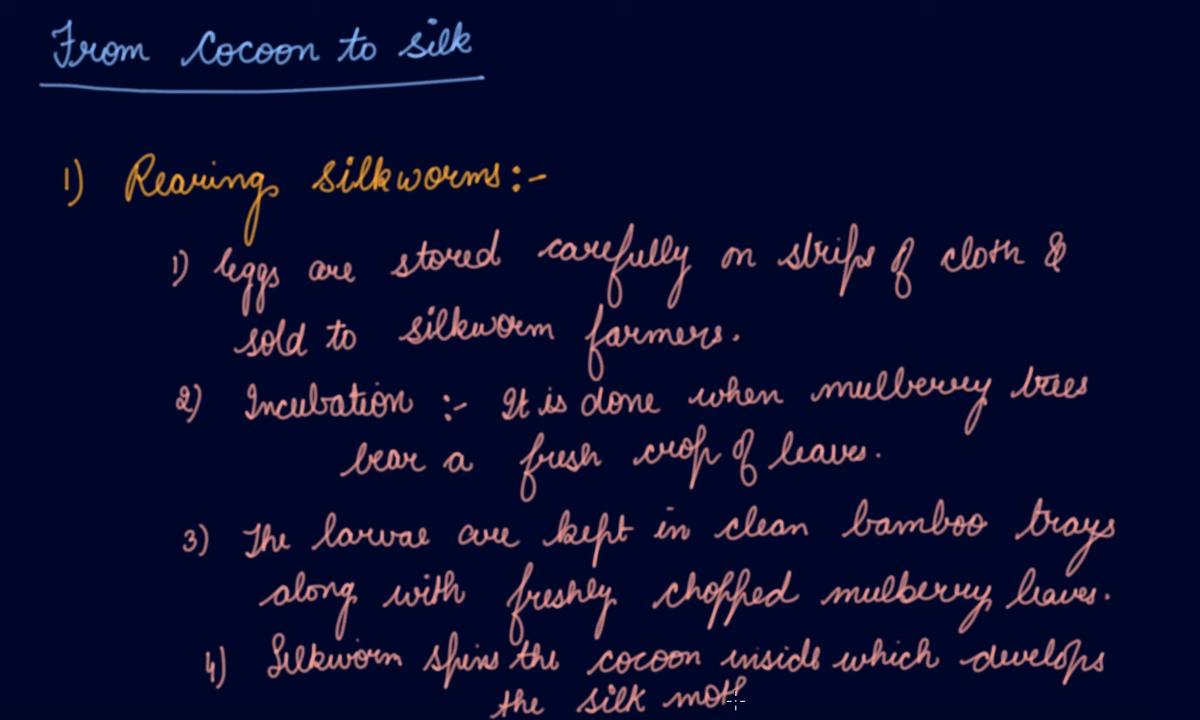 From Cocoon to silk
1) Rearing silkworms:-
1) Eggs are stored carefully on strips of cloth &
sold to silkworm farmers.
2) Incubation :- It is done when mulberry trees
bear a fresh crop of leaves.
3) The larvae are kept in clean bamboo trays
along with freshly chopped mulberry leaves.
4) Silkworm spins the cocoon inside which develops
the silk moth